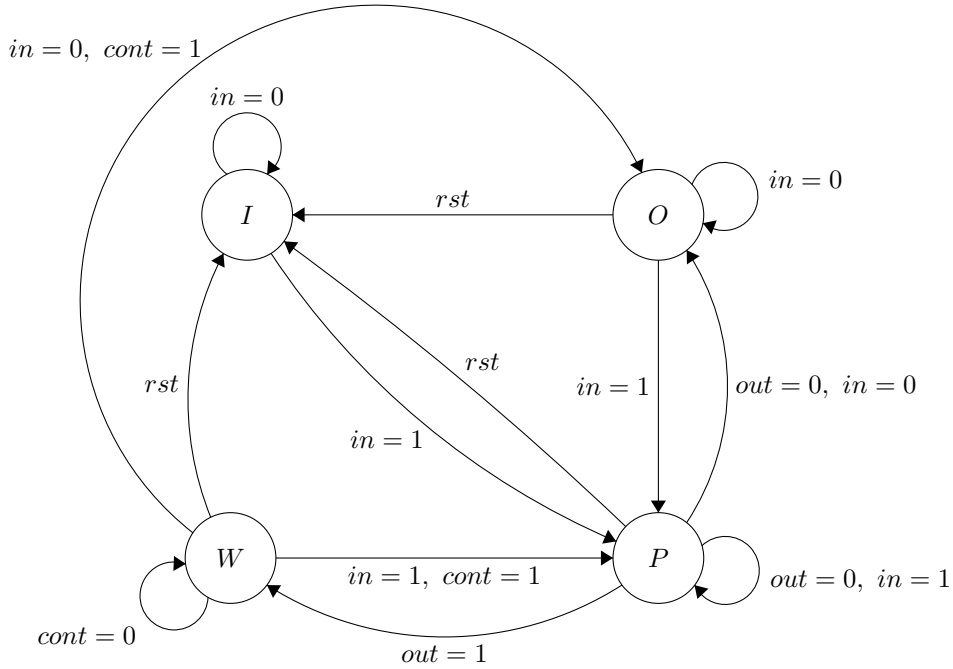 in = 0, cont = 1
in = 0
in = 0
I
rst
O
rst
rst
in = 1
out = 0, in = 0
in = 1
W
in = 1, cont = 1
P
out = 0, in = 1
cont = 0
out = 1